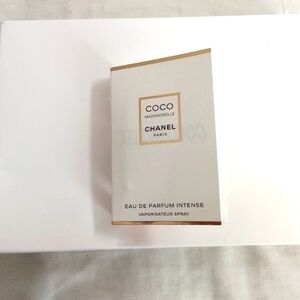 COCO
MADEMOISELLE
CHANEL
PARIS
EAU DE PARFUM INTENSE
VAPORISATEUR SPRAY